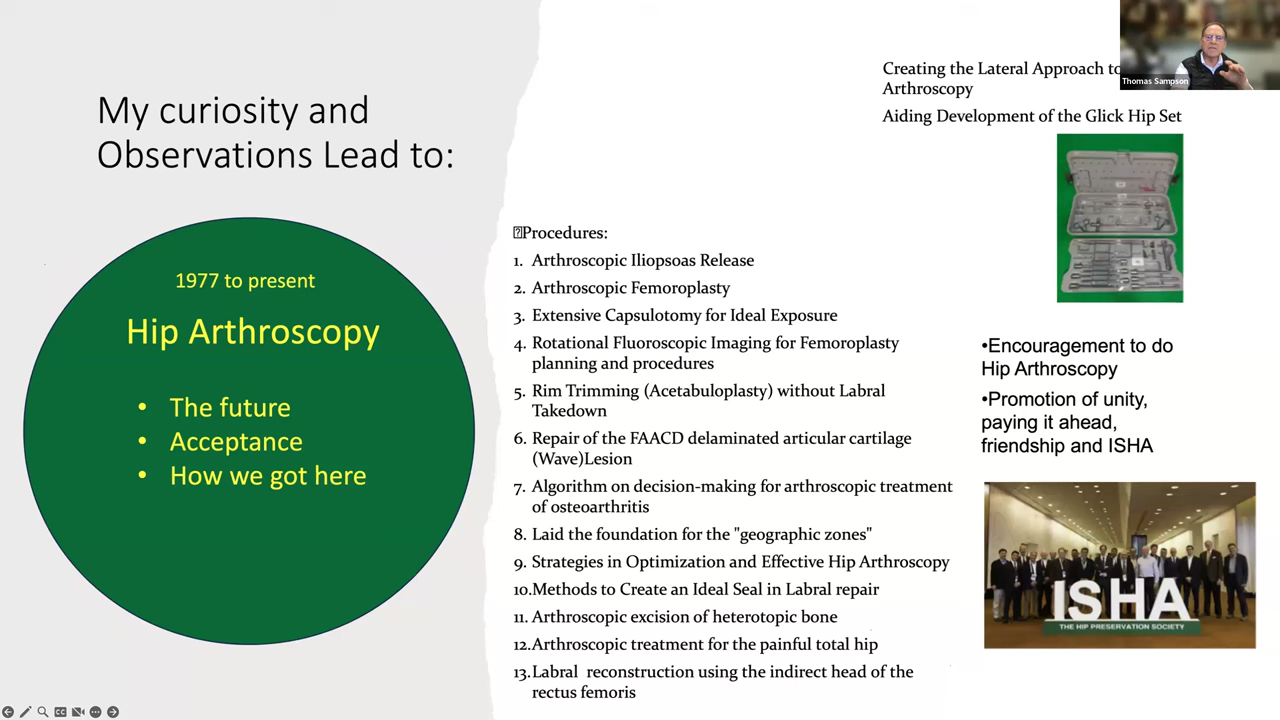 My curiosity and
Observations Lead to:
1977 to present
Hip Arthroscopy
• The future
• Acceptance
• How we got here
Procedures:
1. Arthroscopic Iliopsoas Release
2. Arthroscopic Femoroplasty
3. Extensive Capsulotomy for Ideal Exposure
4. Rotational Fluoroscopic Imaging for Femoroplasty
planning and procedures
5. Rim Trimming (Acetabuloplasty) without Labral
Takedown
6. Repair of the FAACD delaminated articular cartilage
(Wave)Lesion
7. Algorithm on decision-making for arthroscopic treatment
of osteoarthritis
8. Laid the foundation for the "geographic zones"
9. Strategies in Optimization and Effective Hip Arthroscopy
10.Methods to Create an Ideal Seal in Labral repair
11. Arthroscopic excision of heterotopic bone
12.Arthroscopic treatment for the painful total hip
13.Labral reconstruction using the indirect head of the
rectus femoris
Creating the Lateral Approach to
Arthroscopy
Aiding Development of the Glick Hip Set
•Encouragement to do
Hip Arthroscopy
•Promotion of unity,
paying it ahead,
friendship and ISHA
ISHA
THE HIP PRESERVATION SOCIETY
Thomas Sampson